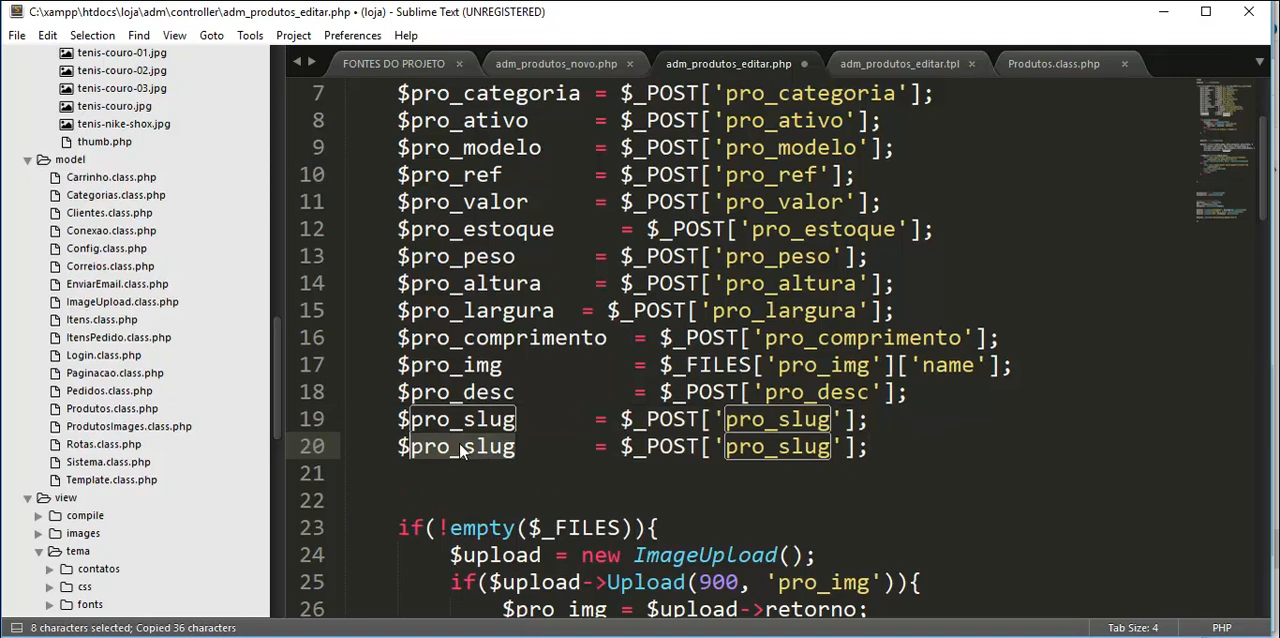 C:\xampp\htdocs\loja\adm\controller\adm_produtos_editar.php • (loja) - Sublime Text (UNREGISTERED)
File Edit Selection Find View Goto Tools Project Preferences Help
tenis-couro-01.jpg
tenis-couro-02.jpg
tenis-couro-03.jpg
tenis-couro.jpg
tenis-nike-shox.jpg
thumb.php
model
Carrinho.class.php
Categorias.class.php
Clientes.class.php
Conexao.class.php
Config.class.php
Correios.class.php
EnviarEmail.class.php
ImageUpload.class.php
Itens.class.php
ItensPedido.class.php
Login.class.php
Paginacao.class.php
Pedidos.class.php
Produtos.class.php
ProdutosImages.class.php
Rotas.class.php
Sistema.class.php
Template.class.php
view
compile
images
tema
contatos
css
fonts
FONTES DO PROJETO × adm_produtos_novo.php × adm_produtos_editar.php • adm_produtos_editar.tpl × Produtos.class.php ×
7 $pro_categoria = $_POST['pro_categoria'];
8 $pro_ativo = $_POST['pro_ativo'];
9 $pro_modelo = $_POST['pro_modelo'];
10 $pro_ref = $_POST['pro_ref'];
11 $pro_valor = $_POST['pro_valor'];
12 $pro_estoque = $_POST['pro_estoque'];
13 $pro_peso = $_POST['pro_peso'];
14 $pro_altura = $_POST['pro_altura'];
15 $pro_largura = $_POST['pro_largura'];
16 $pro_comprimento = $_POST['pro_comprimento'];
17 $pro_img = $_FILES['pro_img']['name'];
18 $pro_desc = $_POST['pro_desc'];
19 $pro_slug = $_POST['pro_slug'];
20 $pro_slug = $_POST['pro_slug'];
21
22
23 if(!empty($_FILES)){
24 $upload = new ImageUpload();
25 if($upload->Upload(900, 'pro_img')){
26 $pro_img = $upload->retorno;
8 characters selected; Copied 36 characters Tab Size: 4 PHP